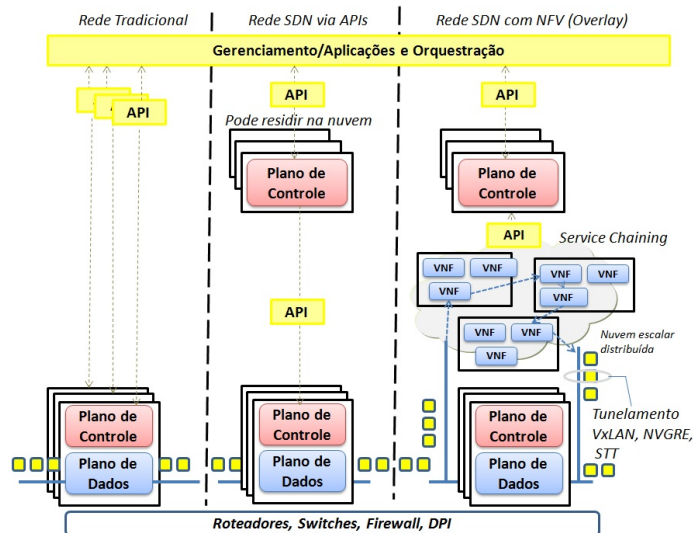 Rede Tradicional
Rede SDN via APIs
Rede SDN com NFV (Overlay)
Gerenciamento/Aplicações e Orquestração
API
API
API
Pode residir na nuvem
Plano de
Controle
Plano de
Controle
API
Service Chaining
VNF
VNF
VNF
VNF
VNF
VNF
VNF
VNF
VNF
API
Nuvem escalar
distribuída
Tunelamento
VxLAN, NVGRE,
STT
Plano de
Controle
Plano de
Dados
Plano de
Controle
Plano de
Dados
Plano de
Controle
Plano de
Dados
Roteadores, Switches, Firewall, DPI